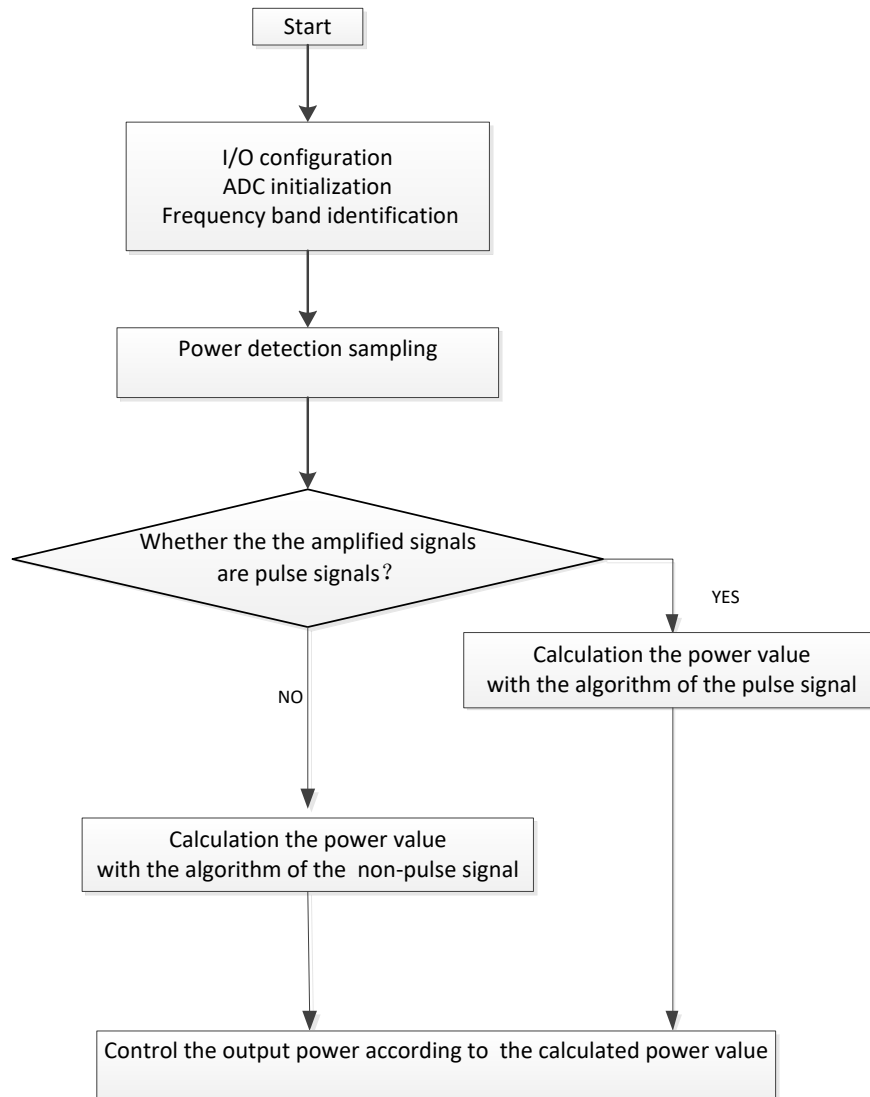 Start
I/O configuration
ADC initialization
Frequency band identification
Power detection sampling
Whether the the amplified signals
are pulse signals？
YES
Calculation the power value
with the algorithm of the pulse signal
NO
Calculation the power value
with the algorithm of the non-pulse signal
Control the output power according to the calculated power value